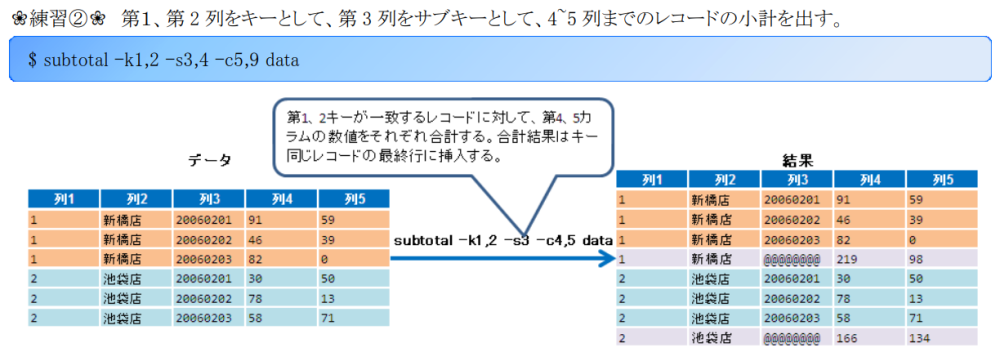 ❀練習②❀　第1、第2列をキーとして、第3列をサブキーとして、4~5列までのレコードの小計を出す。
$ subtotal -k1,2 -s3,4 -c5,9 data
第1、2キーが一致するレコードに対して、第4、5カ
ラムの数値をそれぞれ合計する。合計結果はキー
同じレコードの最終行に挿入する。
データ
列1 列2 列3 列4 列5
1 新橋店 20060201 91 59
1 新橋店 20060202 46 39
1 新橋店 20060203 82 0
2 池袋店 20060201 30 50
2 池袋店 20060202 78 13
2 池袋店 20060203 58 71
subtotal -k1,2 -s3 -c4,5 data
結果
列1 列2 列3 列4 列5
1 新橋店 20060201 91 59
1 新橋店 20060202 46 39
1 新橋店 20060203 82 0
1 新橋店 @@@@@@@@ 219 98
2 池袋店 20060201 30 50
2 池袋店 20060202 78 13
2 池袋店 20060203 58 71
2 池袋店 @@@@@@@@ 166 134